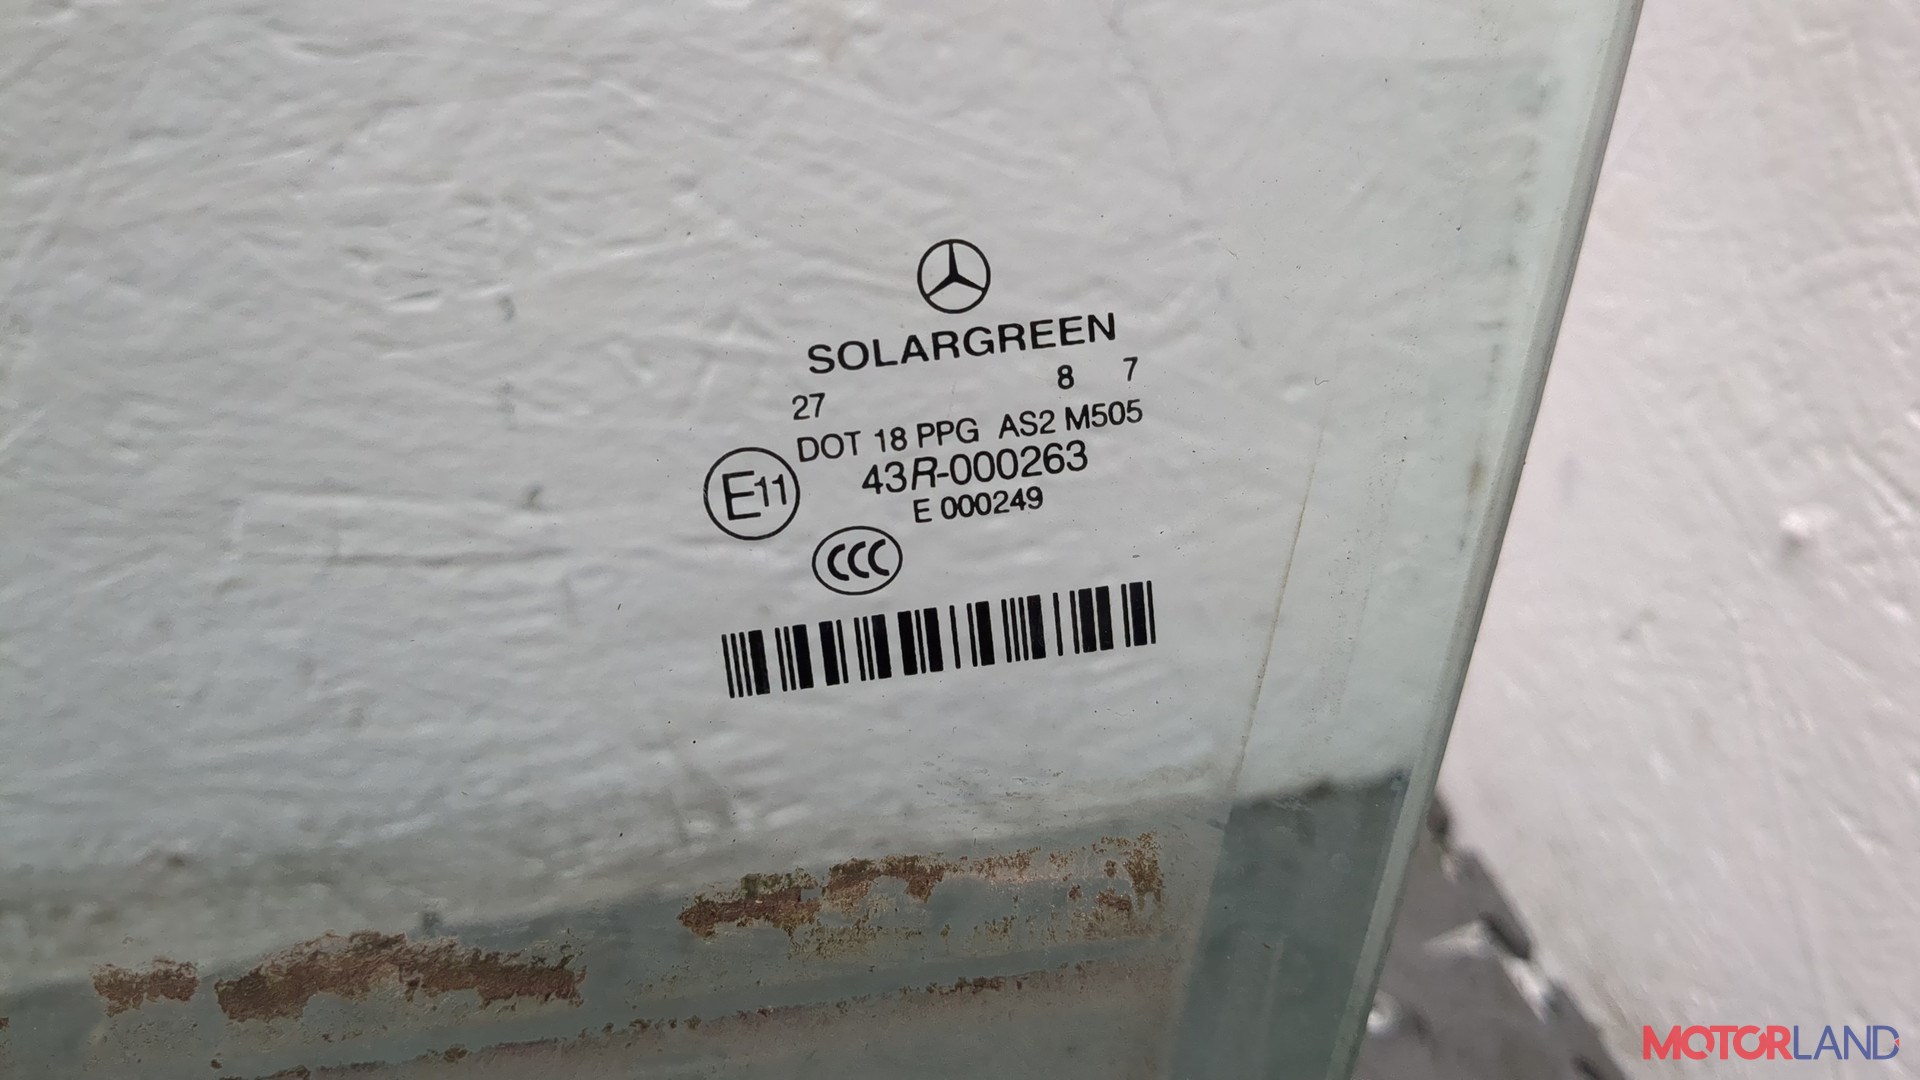 SOLARGREEN
27 8 7
DOT 18 PPG AS2 M505
E11 43R-000263
E 000249
CCC
MOTORLAND